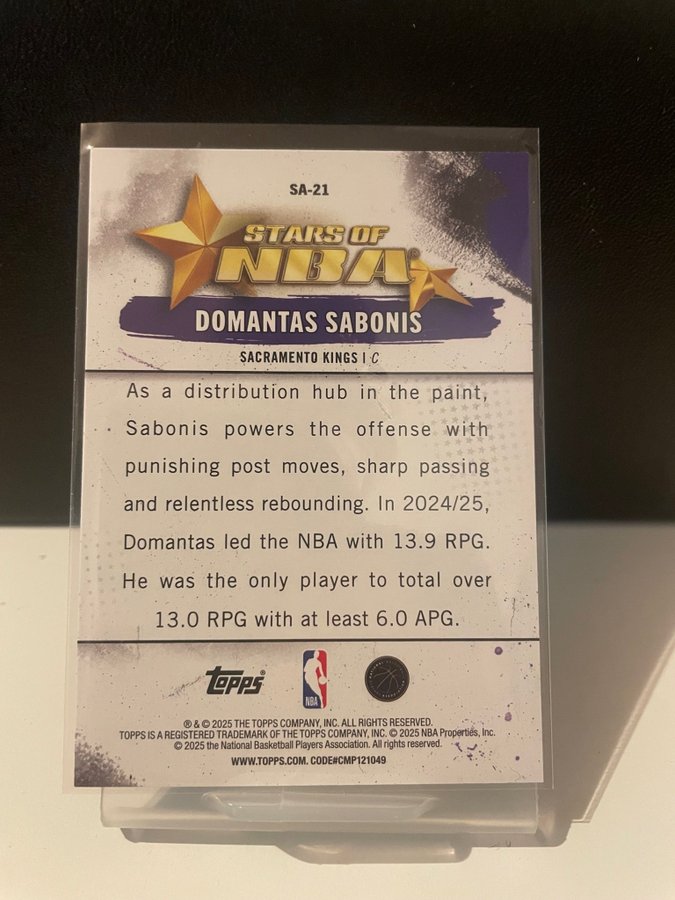 SA-21
STARS OF
NBA
DOMANTAS SABONIS
SACRAMENTO KINGS | C
As a distribution hub in the paint,
Sabonis powers the offense with
punishing post moves, sharp passing
and relentless rebounding. In 2024/25,
Domantas led the NBA with 13.9 RPG.
He was the only player to total over
13.0 RPG with at least 6.0 APG.
Topps®
NBA
® & © 2025 THE TOPPS COMPANY, INC. ALL RIGHTS RESERVED.
TOPPS IS A REGISTERED TRADEMARK OF THE TOPPS COMPANY, INC. © 2025 NBA Properties, Inc.
© 2025 the National Basketball Players Association. All rights reserved.
WWW.TOPPS.COM. CODE#CMP121049